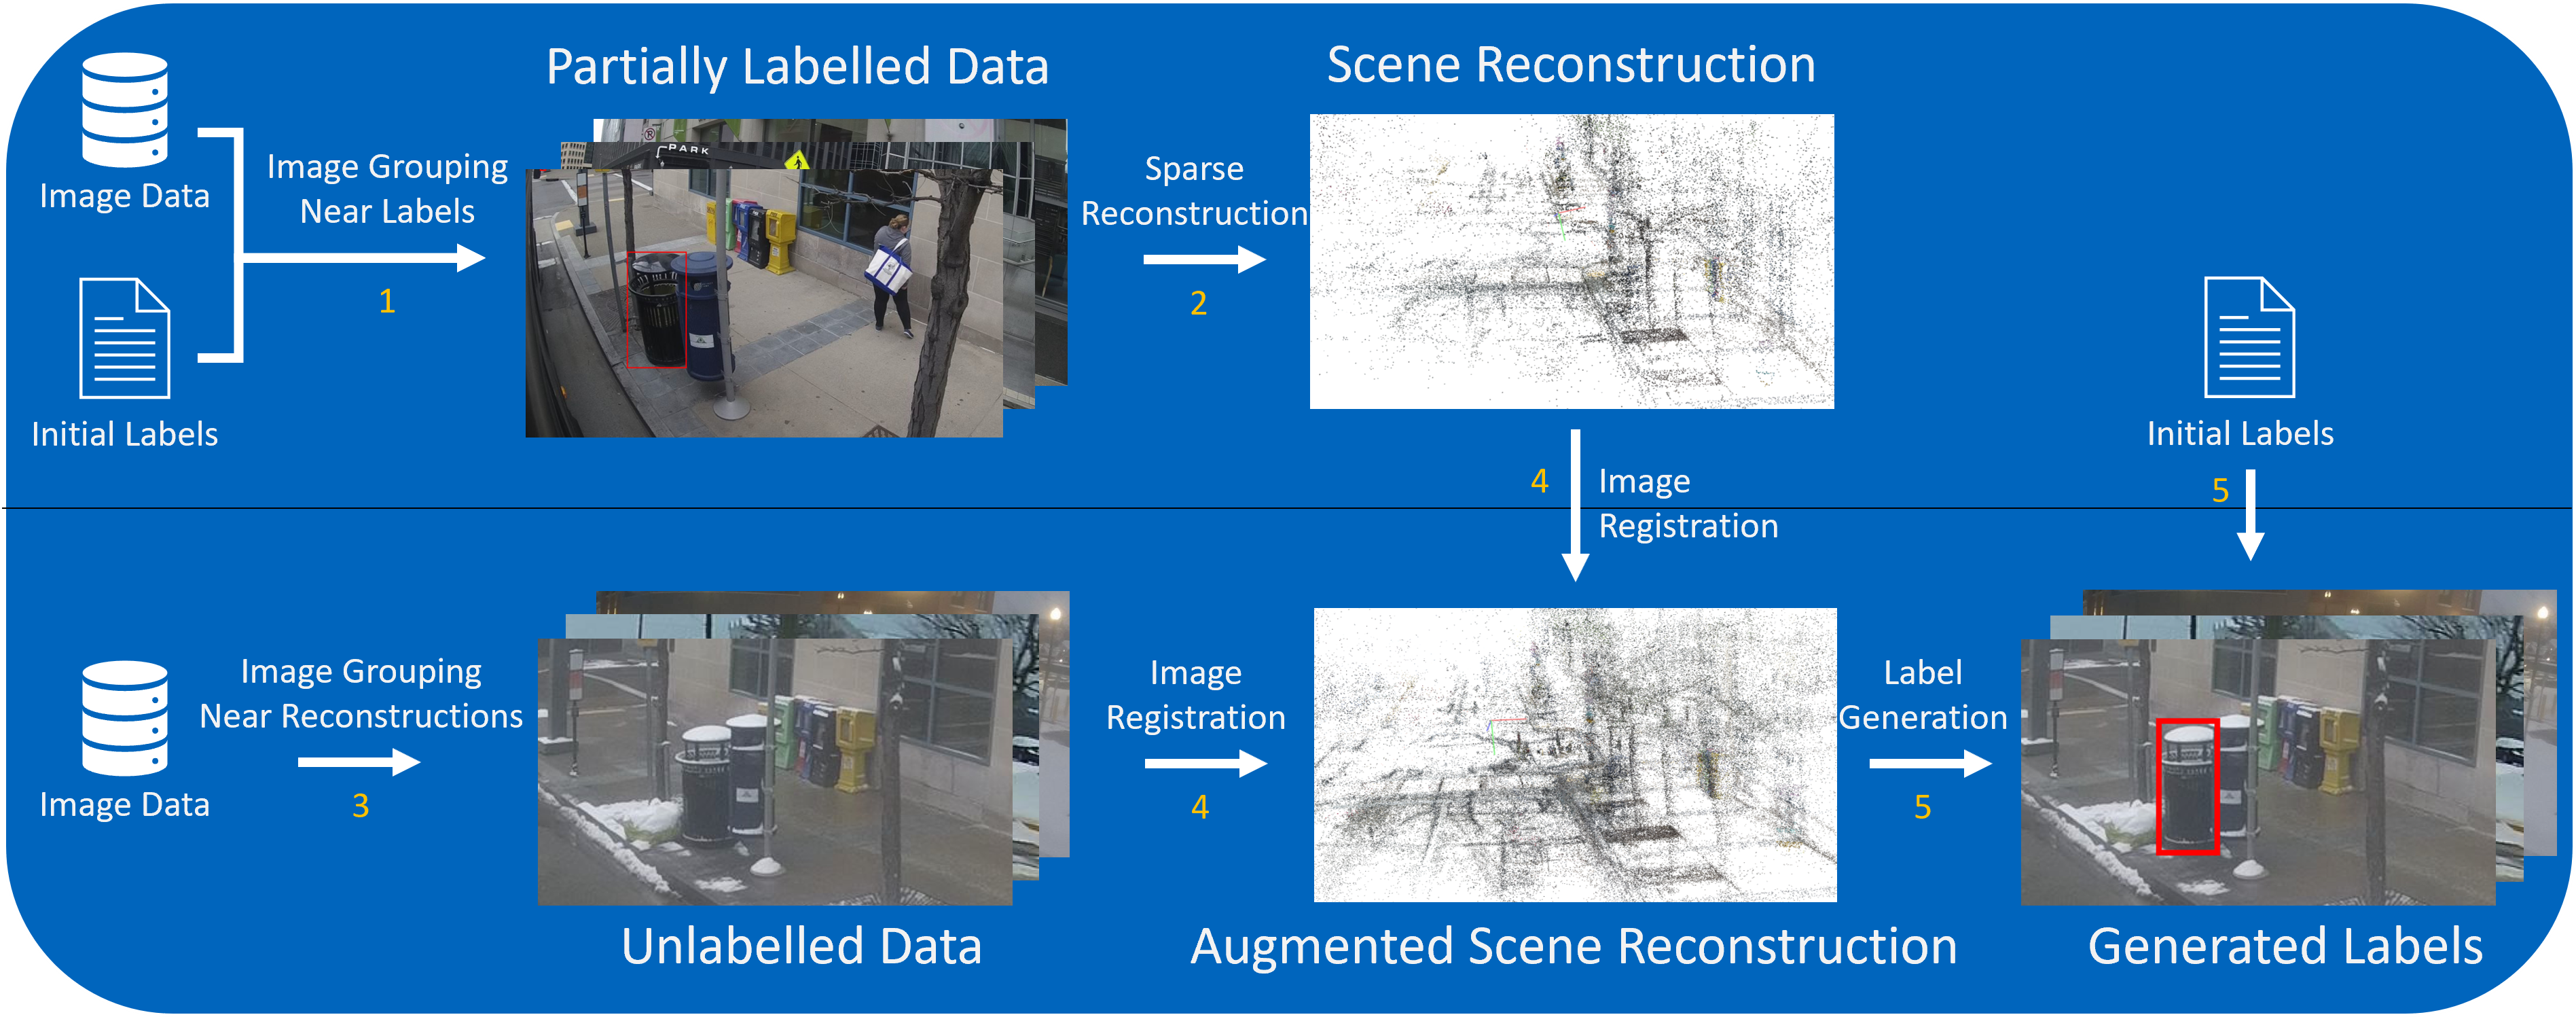 Partially Labelled Data
Scene Reconstruction
Image Data
Image Grouping
Near Labels
1
Initial Labels
®
PARK
Sparse
Reconstruction
2
4
Image
Registration
Initial Labels
5
Image Data
Image Grouping
Near Reconstructions
3
Image
Registration
4
Label
Generation
5
Unlabelled Data
Augmented Scene Reconstruction
Generated Labels